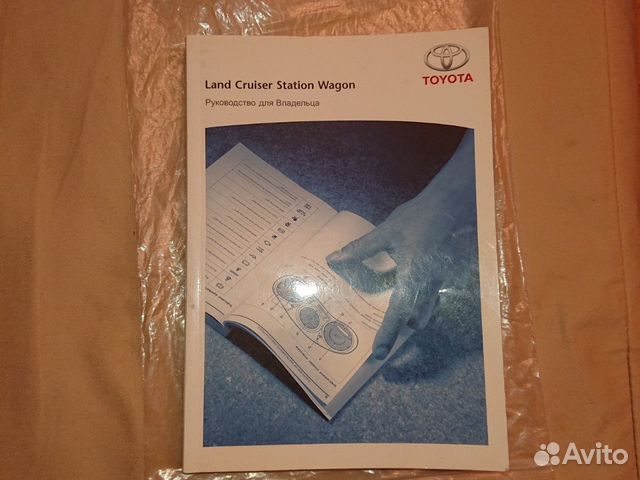 TOYOTA
Land Cruiser Station Wagon
Руководство для Владельца
Avito